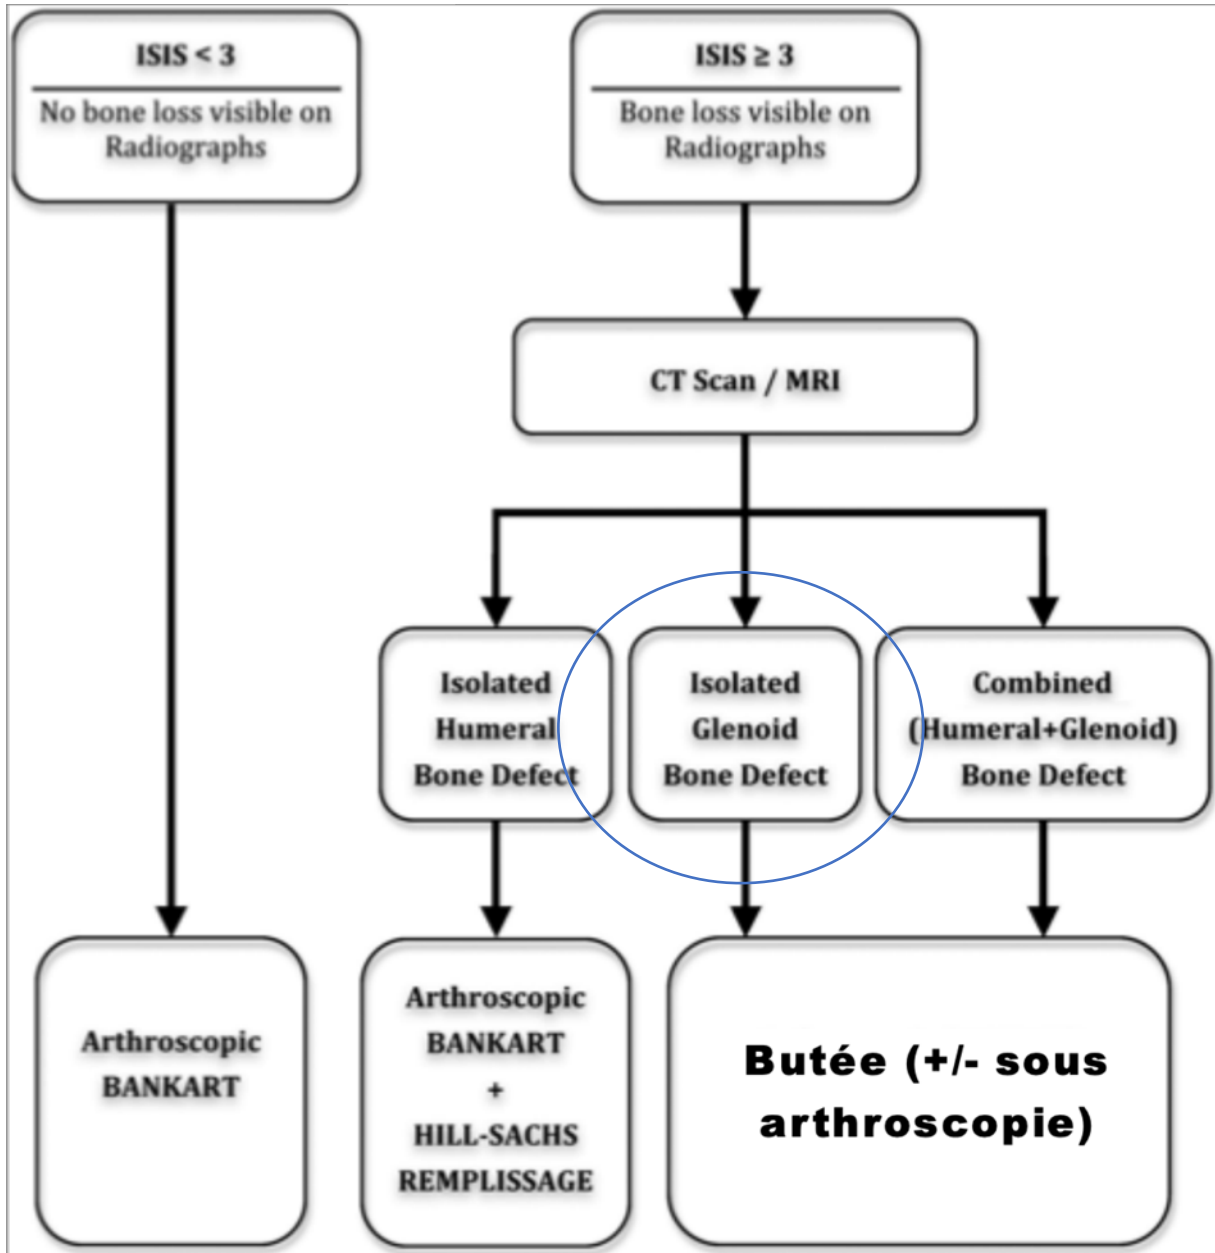 ISIS < 3
No bone loss visible on
Radiographs
ISIS ≥ 3
Bone loss visible on
Radiographs
CT Scan / MRI
Isolated
Humeral
Bone Defect
Isolated
Glenoid
Bone Defect
Combined
(Humeral+Glenoid)
Bone Defect
Arthroscopic
BANKART
Arthroscopic
BANKART
+
HILL-SACHS
REMPLISSAGE
Butée (+/- sous
arthroscopie)